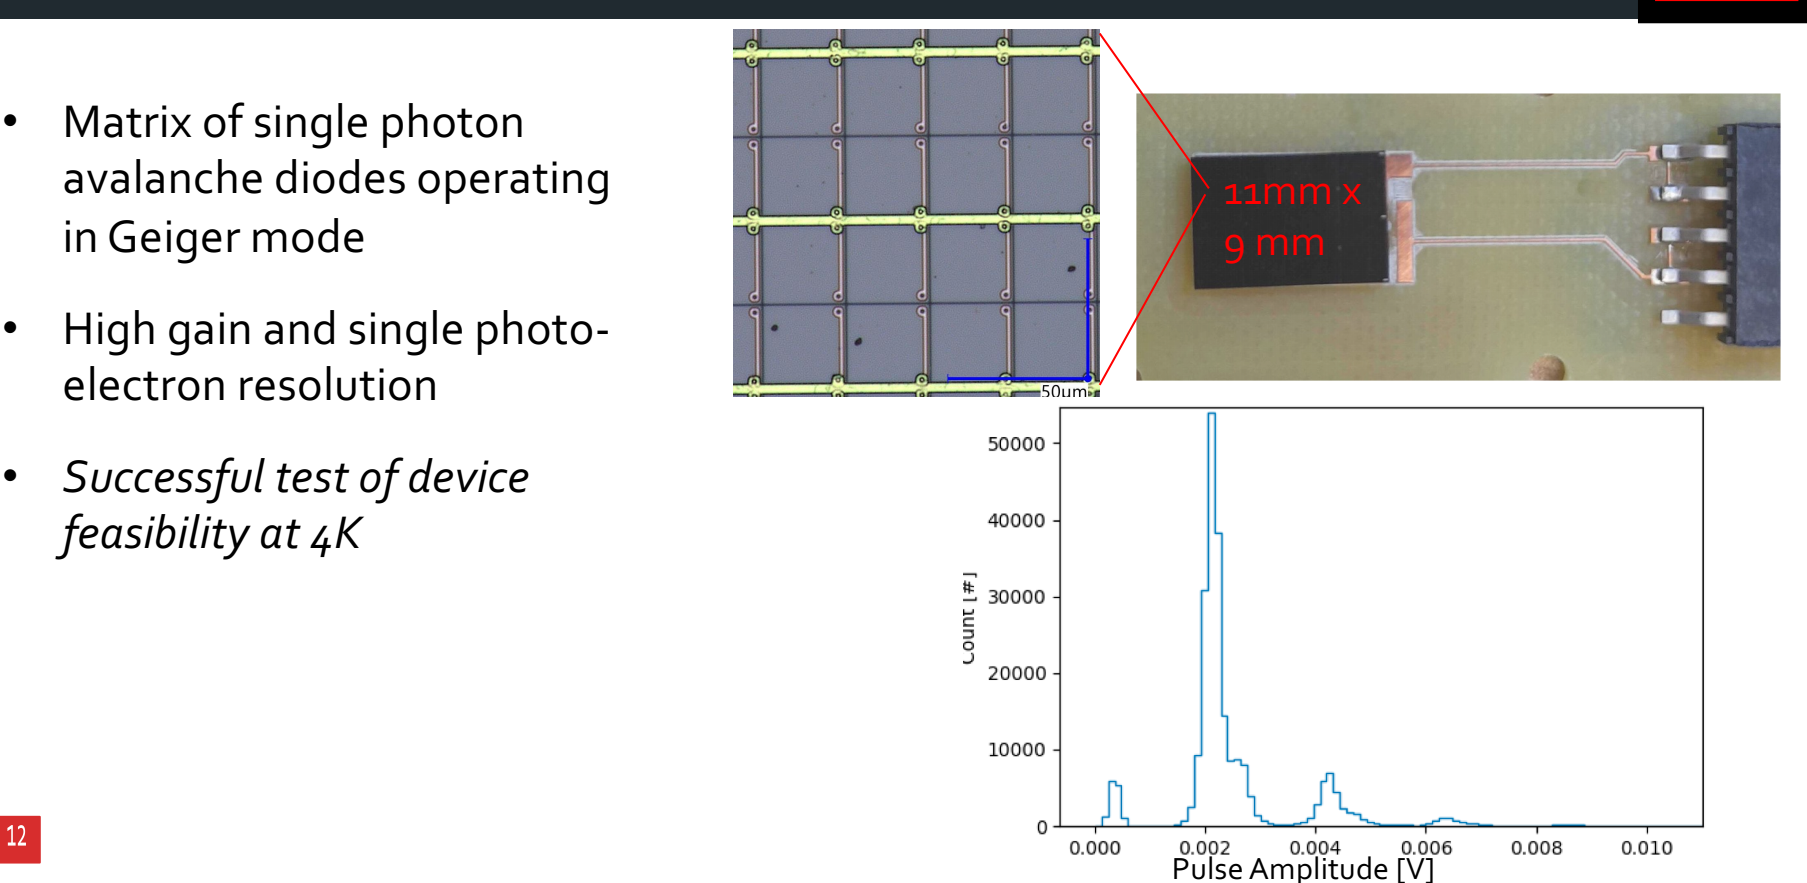 • Matrix of single photon
avalanche diodes operating
in Geiger mode
• High gain and single photo-
electron resolution
• Successful test of device
feasibility at 4K
50µm
11mm x
9 mm
Count [#]
50000
40000
30000
20000
10000
0
0.000 0.002 0.004 0.006 0.008 0.010
Pulse Amplitude [V]
12